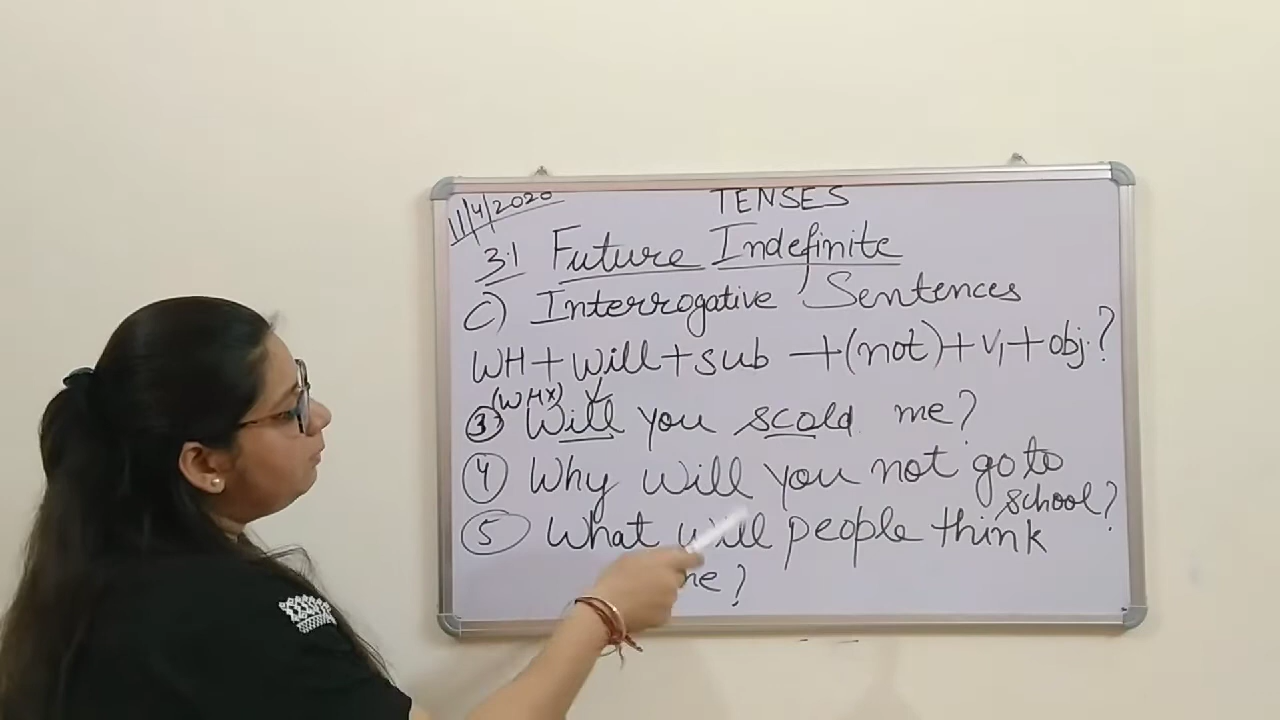 11/4/2020
TENSES
3.1 Future Indefinite
C) Interrogative Sentences
WH + will + sub + (not) + V1 + obj.?
(WHX)
③ Will you scold me?
④ Why will you not go to
school?
⑤ What will people think
me?